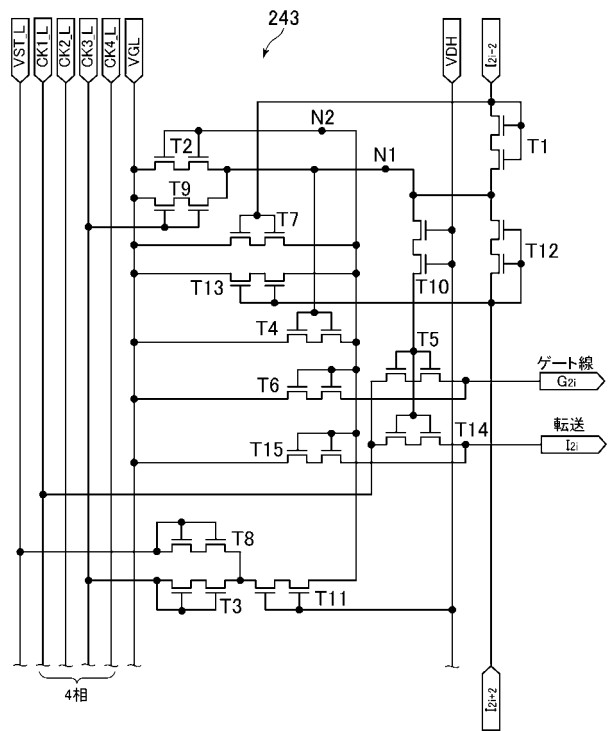 243
VST_L
CK1_L
CK2_L
CK3_L
CK4_L
VGL
VDH
I2i-2
N2
T2
N1
T1
T9
T7
T12
T13
T10
T4
T5
ゲート線
T6
G2i
転送
T14
T15
I2i
T8
T3
T11
4相
I2i+2